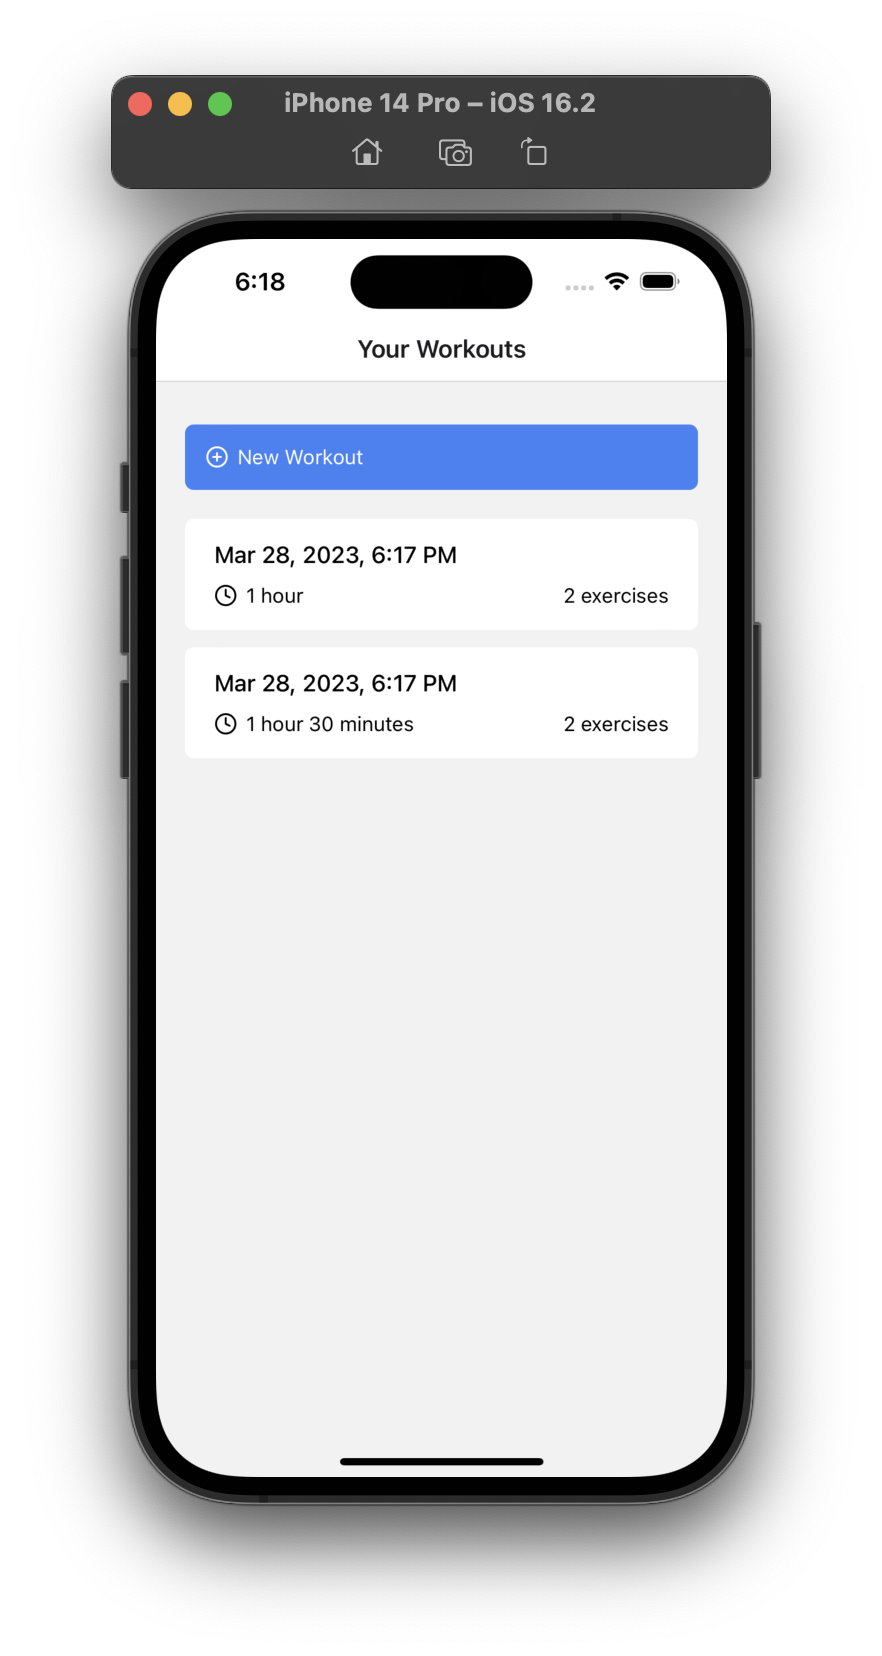 iPhone 14 Pro – iOS 16.2
6:18
Your Workouts
New Workout
Mar 28, 2023, 6:17 PM
1 hour 2 exercises
Mar 28, 2023, 6:17 PM
1 hour 30 minutes 2 exercises